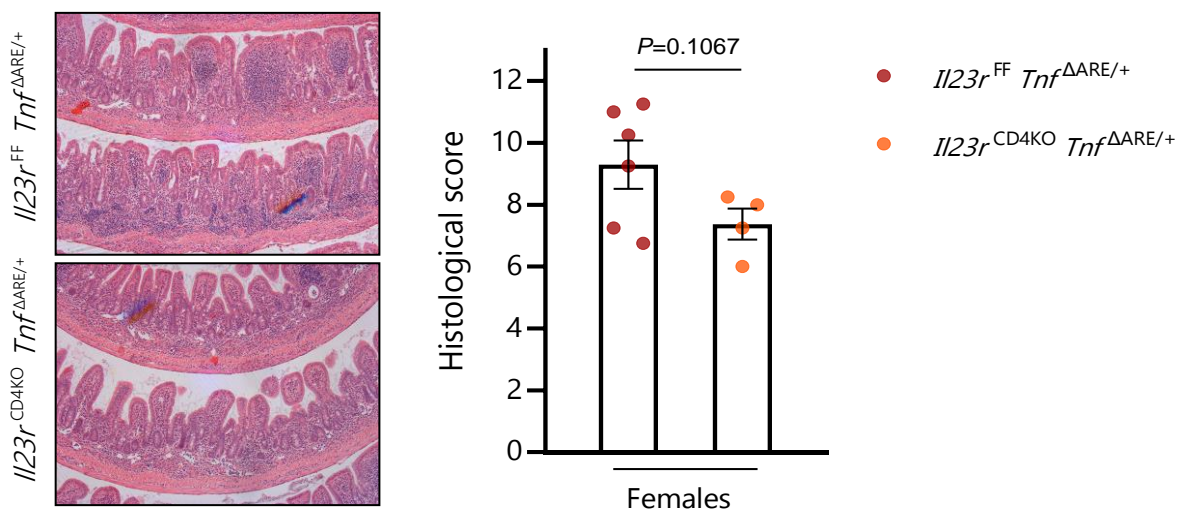 Il23r FF Tnf ΔARE/+
Il23r CD4KO Tnf ΔARE/+
Histological score
12
10
8
6
4
2
0
P=0.1067
Females
Il23r FF Tnf ΔARE/+
Il23r CD4KO Tnf ΔARE/+